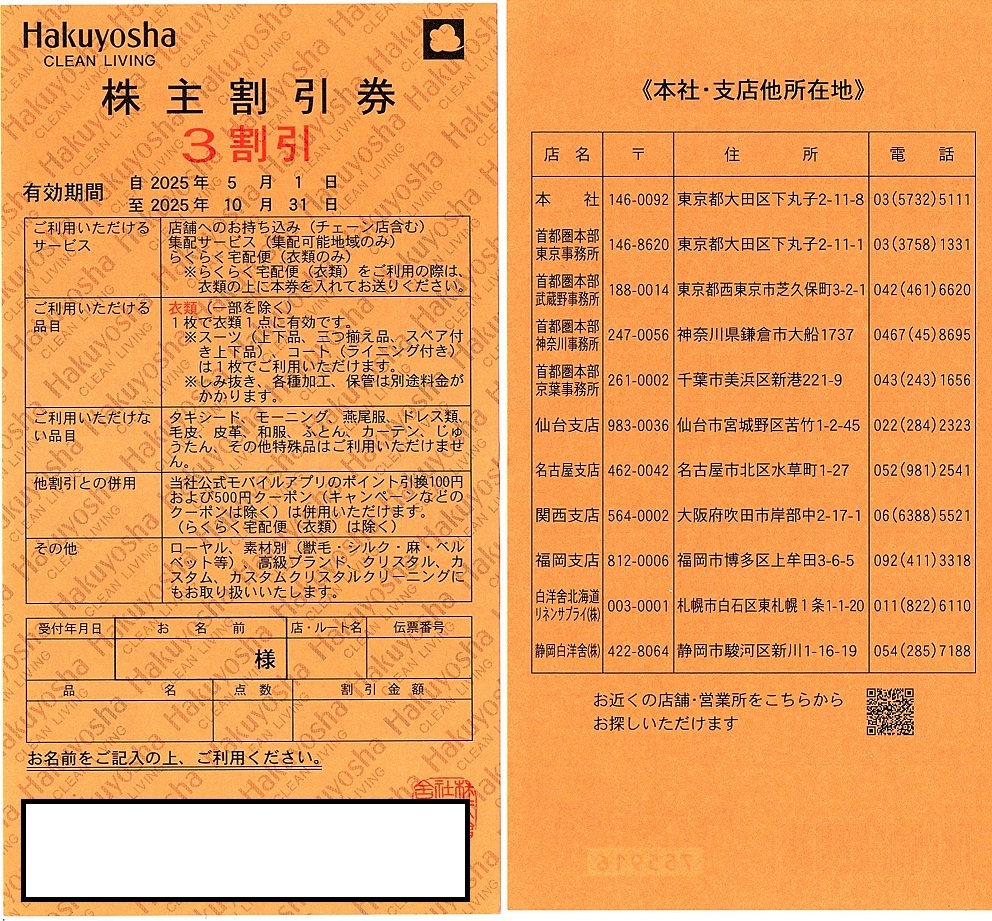 Hakuyosha
CLEAN LIVING
株主割引券
3割引
有効期間
自 2025年 5 月 1 日
至 2025年 10 月 31 日
ご利用いただける
サービス
店舗へのお持ち込み（チェーン店含む）
集配サービス（集配可能地域のみ）
らくらく宅配便（衣類のみ）
※らくらく宅配便（衣類）をご利用の際は、
衣類の上に本券を入れてお送りください。
ご利用いただける
品目
衣類（一部を除く）
1枚で衣類1点に有効です。
※スーツ（上下品、三つ揃え品、スペア付
き上下品）、コート（ライニング付き）
は1枚でご利用いただけます。
※しみ抜き、各種加工、保管は別途料金が
かかります。
ご利用いただけな
い品目
タキシード、モーニング、燕尾服、ドレス類、
毛皮、皮革、和服、ふとん、カーテン、じゅ
うたん、その他特殊品はご利用いただけませ
ん。
他割引との併用
当社公式モバイルアプリのポイント引換100円
および500円クーポン（キャンペーンなどの
クーポンは除く）は併用いただけます。
（らくらく宅配便（衣類）は除く）
その他
ローヤル、素材別（獣毛・シルク・麻・ベル
ベット等）、高級ブランド、クリスタル、カ
スタム、カスタムクリスタルクリーニングに
もお取り扱いいたします。
受付年月日 お名前 店・ルート名 伝票番号
様
品名 点数 割引金額
お名前をご記入の上、ご利用ください。
《本社・支店他所在地》
店名 〒 住所 電話
本社 146-0092 東京都大田区下丸子2-11-8 03(5732)5111
首都圏本部
東京事務所 146-8620 東京都大田区下丸子2-11-1 03(3758)1331
首都圏本部
武蔵野事務所 188-0014 東京都西東京市芝久保町3-2-1 042(461)6620
首都圏本部
神奈川事務所 247-0056 神奈川県鎌倉市大船1737 0467(45)8695
首都圏本部
京葉事務所 261-0002 千葉市美浜区新港221-9 043(243)1656
仙台支店 983-0036 仙台市宮城野区苦竹1-2-45 022(284)2323
名古屋支店 462-0042 名古屋市北区水草町1-27 052(981)2541
関西支店 564-0002 大阪府吹田市岸部中2-17-1 06(6388)5521
福岡支店 812-0006 福岡市博多区上牟田3-6-5 092(411)3318
白洋舍北海道
リネンサプライ㈱ 003-0001 札幌市白石区東札幌1条1-1-20 011(822)6110
静岡白洋舍㈱ 422-8064 静岡市駿河区新川1-16-19 054(285)7188
お近くの店舗・営業所をこちらから
お探しいただけます